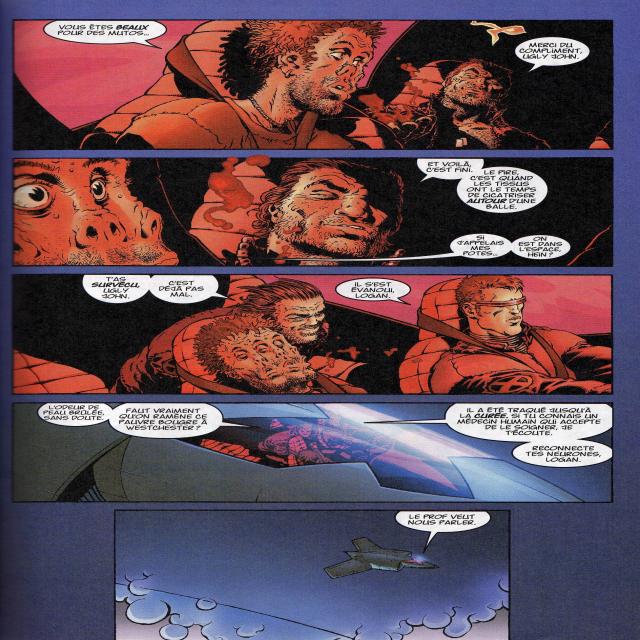 VOUS ÊTES BEAUX
POUR DES MUTOS...
MERCI DU
COMPLIMENT,
UGLY JOHN.
ET VOILÀ,
C'EST FINI.
LE PIRE,
C'EST QUAND
LES TISSUS
ONT LE TEMPS
DE CICATRISER
AUTOUR D'UNE
BALLE.
SI
J'APPELAIS
MES
POTES...
ON
EST DANS
L'ESPACE,
HEIN ?
T'AS
SURVÉCU,
UGLY
JOHN.
C'EST
DÉJÀ PAS
MAL.
IL S'EST
ÉVANOUI,
LOGAN.
L'ODEUR DE
PEAU BRÛLÉE,
SANS DOUTE.
FAUT VRAIMENT
QU'ON RAMÈNE CE
PAUVRE BOUGRE À
WESTCHESTER ?
IL A ÉTÉ TRAQUÉ JUSQU'À
LA CURÉE. SI TU CONNAIS UN
MÉDECIN HUMAIN QUI ACCEPTE
DE LE SOIGNER, JE
T'ÉCOUTE.
RECONNECTE
TES NEURONES,
LOGAN.
LE PROF VEUT
NOUS PARLER.